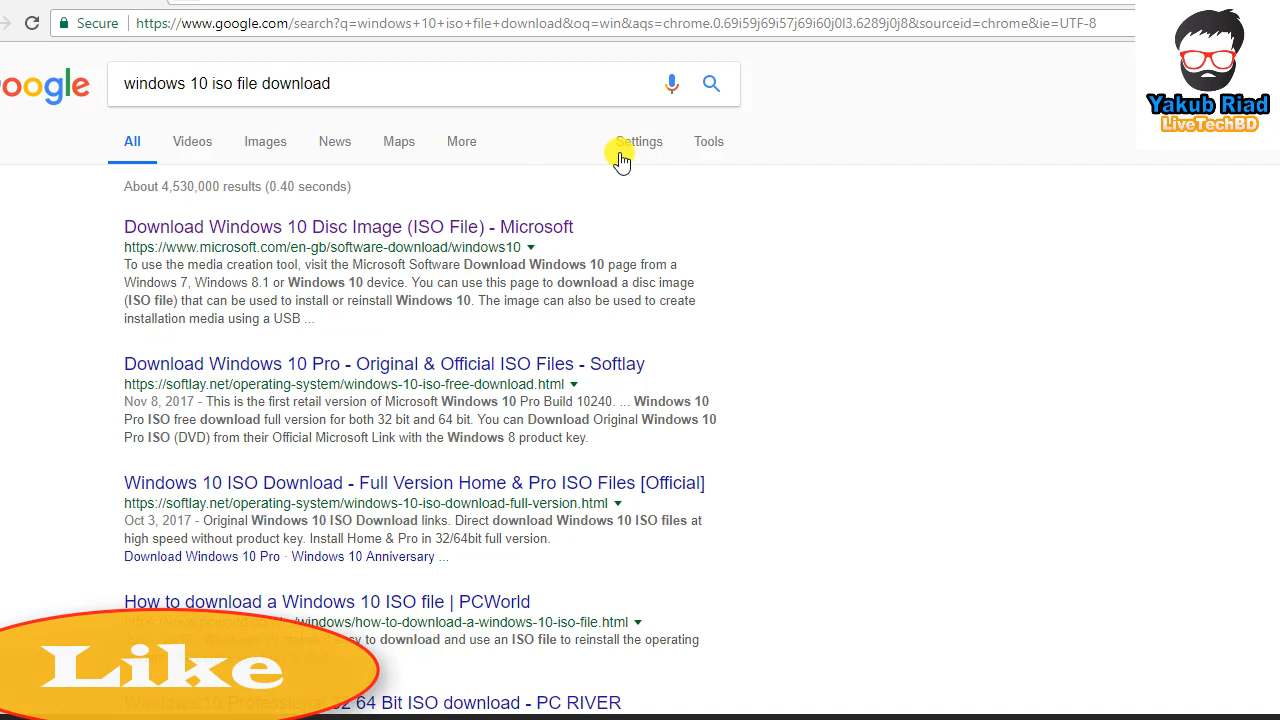 Secure https://www.google.com/search?q=windows+10+iso+file+download&oq=win&aqs=chrome.0.69i59j69i57j69i60j0l3.6289j0j8&sourceid=chrome&ie=UTF-8
Yakub Riad
LiveTechBD
oogle windows 10 iso file download
All Videos Images News Maps More Settings Tools
About 4,530,000 results (0.40 seconds)
Download Windows 10 Disc Image (ISO File) - Microsoft
https://www.microsoft.com/en-gb/software-download/windows10
To use the media creation tool, visit the Microsoft Software Download Windows 10 page from a
Windows 7, Windows 8.1 or Windows 10 device. You can use this page to download a disc image
(ISO file) that can be used to install or reinstall Windows 10. The image can also be used to create
installation media using a USB ...
Download Windows 10 Pro - Original & Official ISO Files - Softlay
https://softlay.net/operating-system/windows-10-iso-free-download.html
Nov 8, 2017 - This is the first retail version of Microsoft Windows 10 Pro Build 10240. ... Windows 10
Pro ISO free download full version for both 32 bit and 64 bit. You can Download Original Windows 10
Pro ISO (DVD) from their Official Microsoft Link with the Windows 8 product key.
Windows 10 ISO Download - Full Version Home & Pro ISO Files [Official]
https://softlay.net/operating-system/windows-10-iso-download-full-version.html
Oct 3, 2017 - Original Windows 10 ISO Download links. Direct download Windows 10 ISO files at
high speed without product key. Install Home & Pro in 32/64bit full version.
Download Windows 10 Pro · Windows 10 Anniversary ...
How to download a Windows 10 ISO file | PCWorld
/windows/how-to-download-a-windows-10-iso-file.html
to download and use an ISO file to reinstall the operating
Like
64 Bit ISO download - PC RIVER